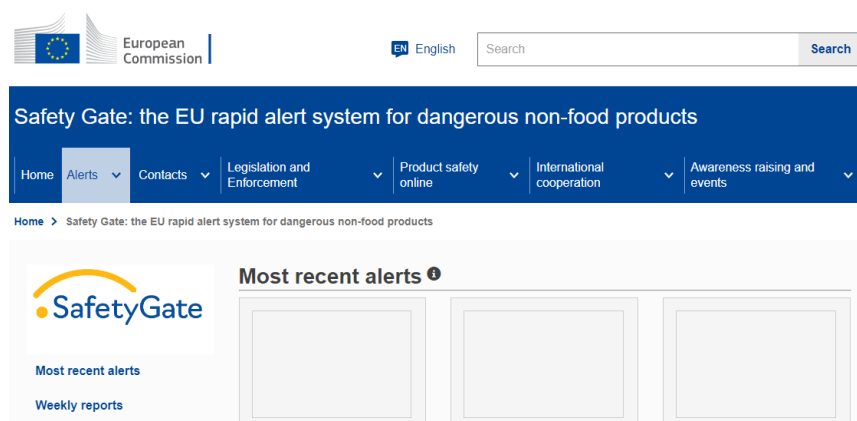 European
Commission
EN English
Search
Search
Safety Gate: the EU rapid alert system for dangerous non-food products
Home
Alerts
Contacts
Legislation and
Enforcement
Product safety
online
International
cooperation
Awareness raising and
events
Home > Safety Gate: the EU rapid alert system for dangerous non-food products
SafetyGate
Most recent alerts
Weekly reports
Most recent alerts